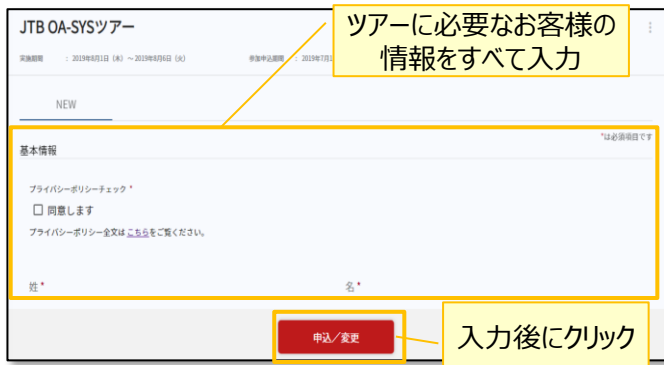 JTB OA-SYSツアー
ツアーに必要なお客様の
情報をすべて入力
実施期間 : 2019年8月1日 (木) ～2019年8月6日 (火) 参加申込期間 : 2019年7月1
NEW
*は必須項目です
基本情報
プライバシーポリシーチェック *
同意します
プライバシーポリシー全文は こちらをご覧ください。
姓 * 名 *
申込／変更
入力後にクリック